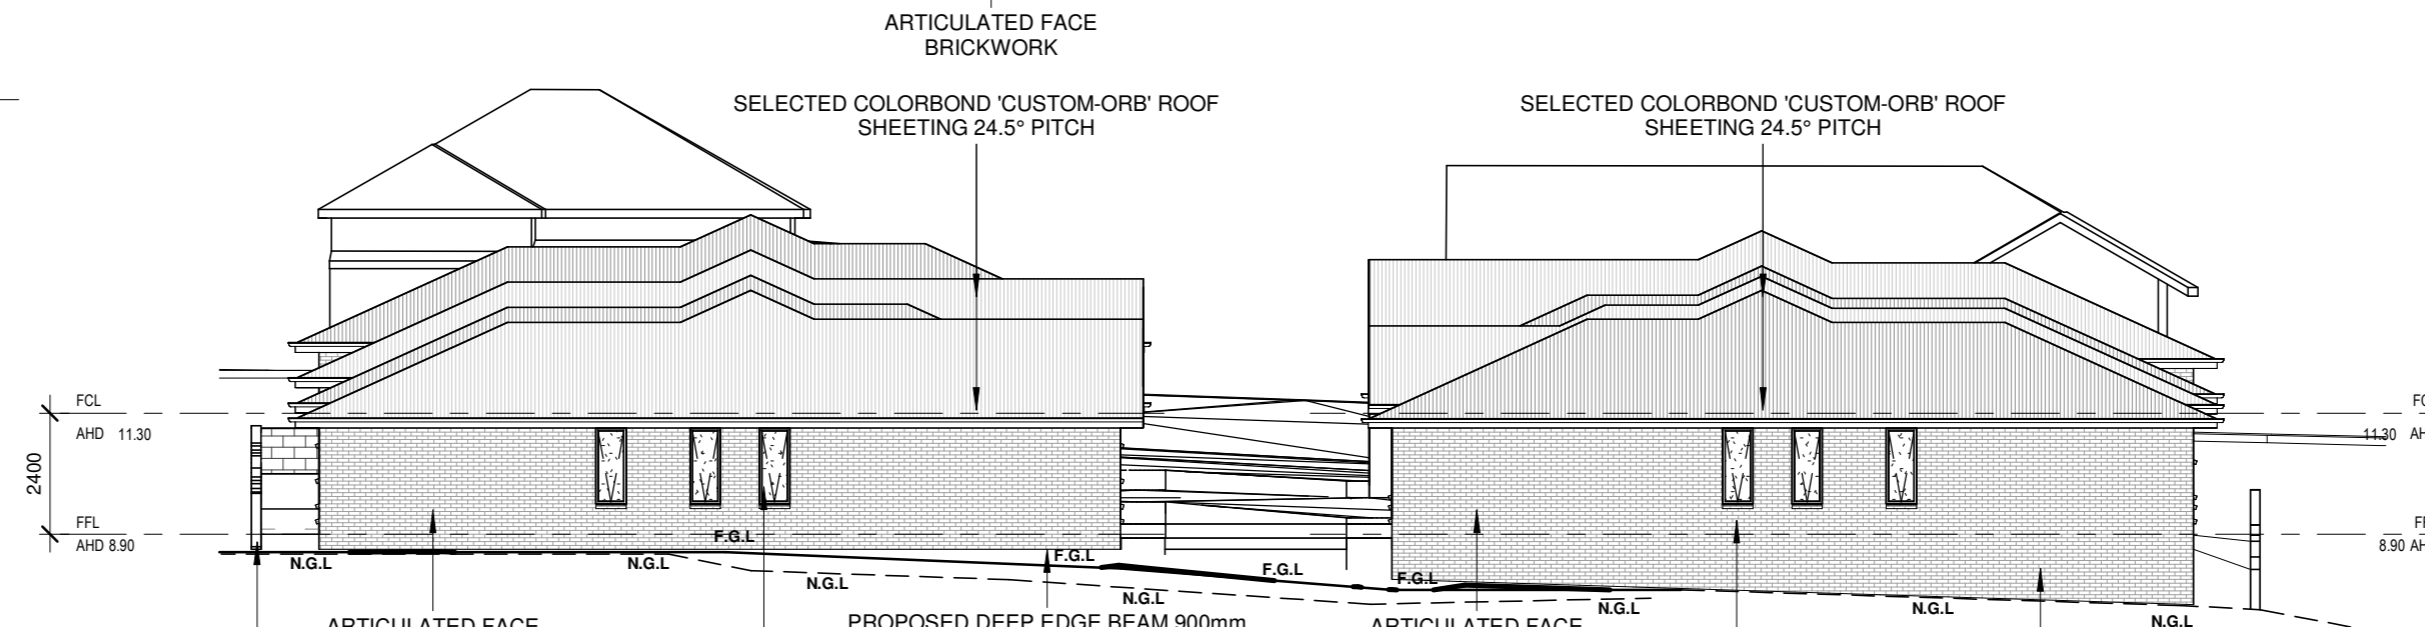 ARTICULATED FACE
BRICKWORK
SELECTED COLORBOND 'CUSTOM-ORB' ROOF
SHEETING 24.5° PITCH
SELECTED COLORBOND 'CUSTOM-ORB' ROOF
SHEETING 24.5° PITCH
FCL
AHD 11.30
2400
FFL
AHD 8.90
11.30
8.90
F.G.L
F.G.L
F.G.L
F.G.L
N.G.L
N.G.L
N.G.L
N.G.L
N.G.L
N.G.L
N.G.L
ARTICULATED FACE
PROPOSED DEEP EDGE BEAM 900mm
ARTICULATED FACE